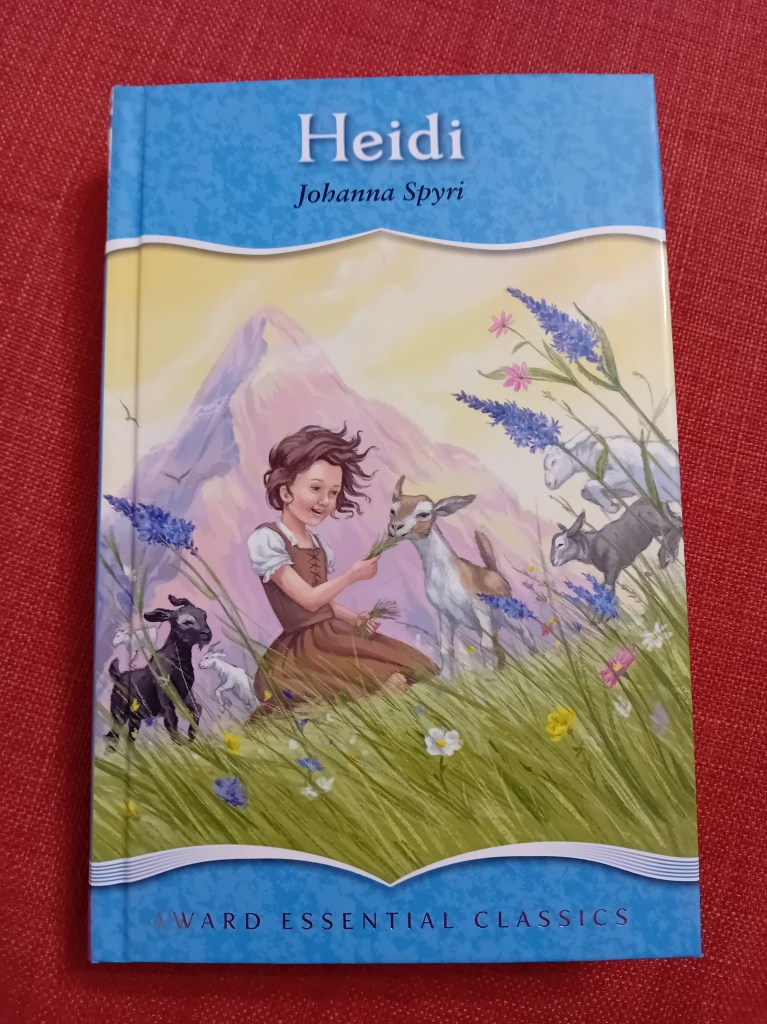 Heidi
Johanna Spyri
AWARD ESSENTIAL CLASSICS